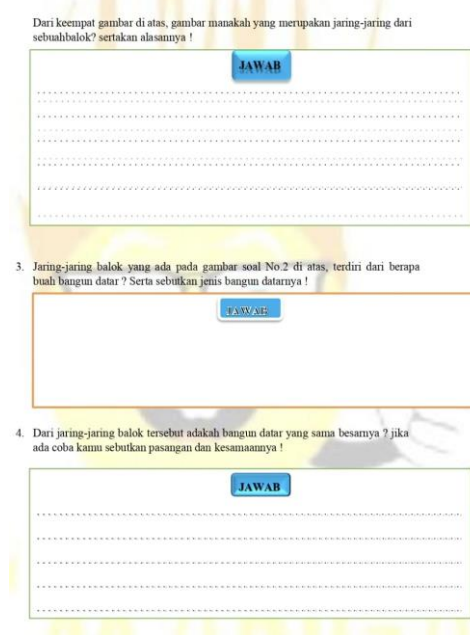 Dari keempat gambar di atas, gambar manakah yang merupakan jaring-jaring dari
sebuahbalok? sertakan alasannya !
JAWAB
3. Jaring-jaring balok yang ada pada gambar soal No.2 di atas, terdiri dari berapa
buah bangun datar ? Serta sebutkan jenis bangun datarnya !
JAWAB
4. Dari jaring-jaring balok tersebut adakah bangun datar yang sama besarnya ? jika
ada coba kamu sebutkan pasangan dan kesamaannya !
JAWAB